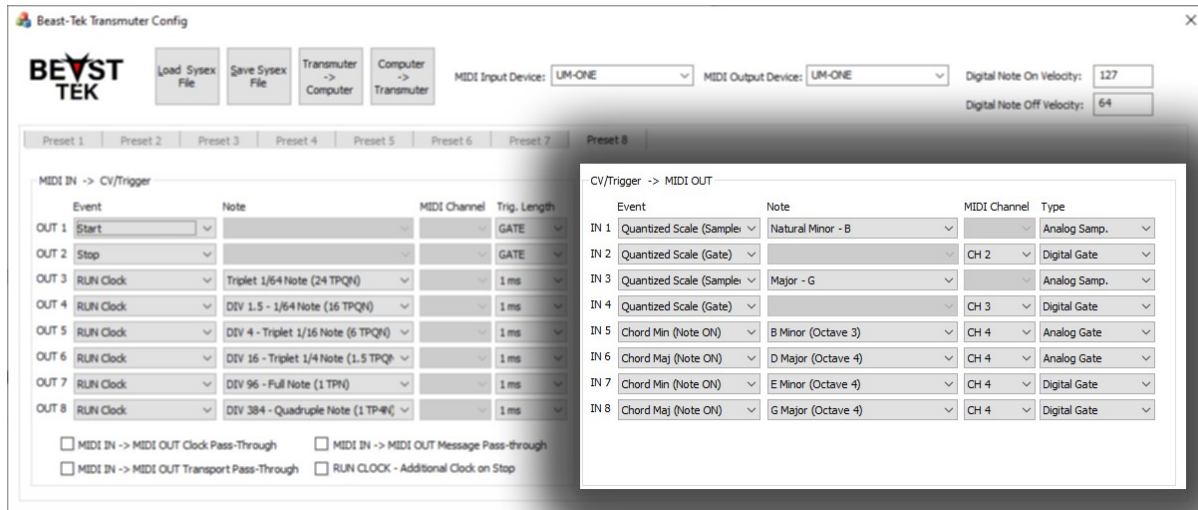 Beast-Tek Transmuter Config
BEAST TEK
Load Sysex File
Save Sysex File
Transmuter -> Computer
Computer -> Transmuter
MIDI Input Device: UM-ONE
MIDI Output Device: UM-ONE
Digital Note On Velocity: 127
Digital Note Off Velocity: 64
Preset 1 Preset 2 Preset 3 Preset 4 Preset 5 Preset 6 Preset 7 Preset 8
MIDI IN -> CV/Trigger
Event Note MIDI Channel Trig. Length
OUT 1 Start GATE
OUT 2 Stop GATE
OUT 3 RUN Clock Triplet 1/64 Note (24 TPQN) 1 ms
OUT 4 RUN Clock DIV 1.5 - 1/64 Note (16 TPQN) 1 ms
OUT 5 RUN Clock DIV 4 - Triplet 1/16 Note (6 TPQN) 1 ms
OUT 6 RUN Clock DIV 16 - Triplet 1/4 Note (1.5 TPQN 1 ms
OUT 7 RUN Clock DIV 96 - Full Note (1 TPN) 1 ms
OUT 8 RUN Clock DIV 384 - Quadruple Note (1 TP4N) 1 ms
MIDI IN -> MIDI OUT Clock Pass-Through
MIDI IN -> MIDI OUT Message Pass-through
MIDI IN -> MIDI OUT Transport Pass-Through
RUN CLOCK - Additional Clock on Stop
CV/Trigger -> MIDI OUT
Event Note MIDI Channel Type
IN 1 Quantized Scale (Sampler Natural Minor - B Analog Samp.
IN 2 Quantized Scale (Gate) CH 2 Digital Gate
IN 3 Quantized Scale (Sampler Major - G Analog Samp.
IN 4 Quantized Scale (Gate) CH 3 Digital Gate
IN 5 Chord Min (Note ON) B Minor (Octave 3) CH 4 Analog Gate
IN 6 Chord Maj (Note ON) D Major (Octave 4) CH 4 Analog Gate
IN 7 Chord Min (Note ON) E Minor (Octave 4) CH 4 Digital Gate
IN 8 Chord Maj (Note ON) G Major (Octave 4) CH 4 Digital Gate